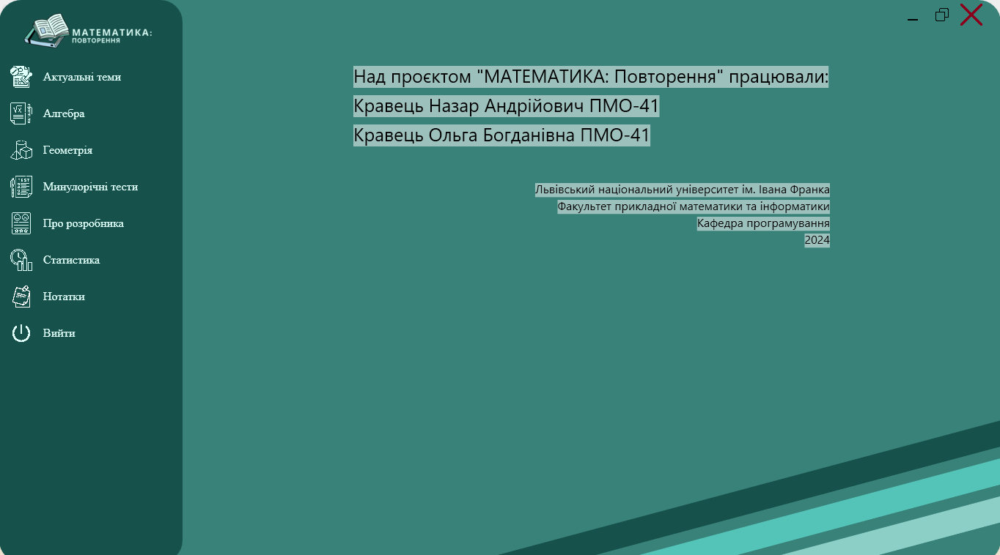 МАТЕМАТИКА:
ПОВТОРЕННЯ
Актуальні теми
Алгебра
Геометрія
Минулорічні тести
Про розробника
Статистика
Нотатки
Вийти
Над проєктом "МАТЕМАТИКА: Повторення" працювали:
Кравець Назар Андрійович ПМО-41
Кравець Ольга Богданівна ПМО-41
Львівський національний університет ім. Івана Франка
Факультет прикладної математики та інформатики
Кафедра програмування
2024